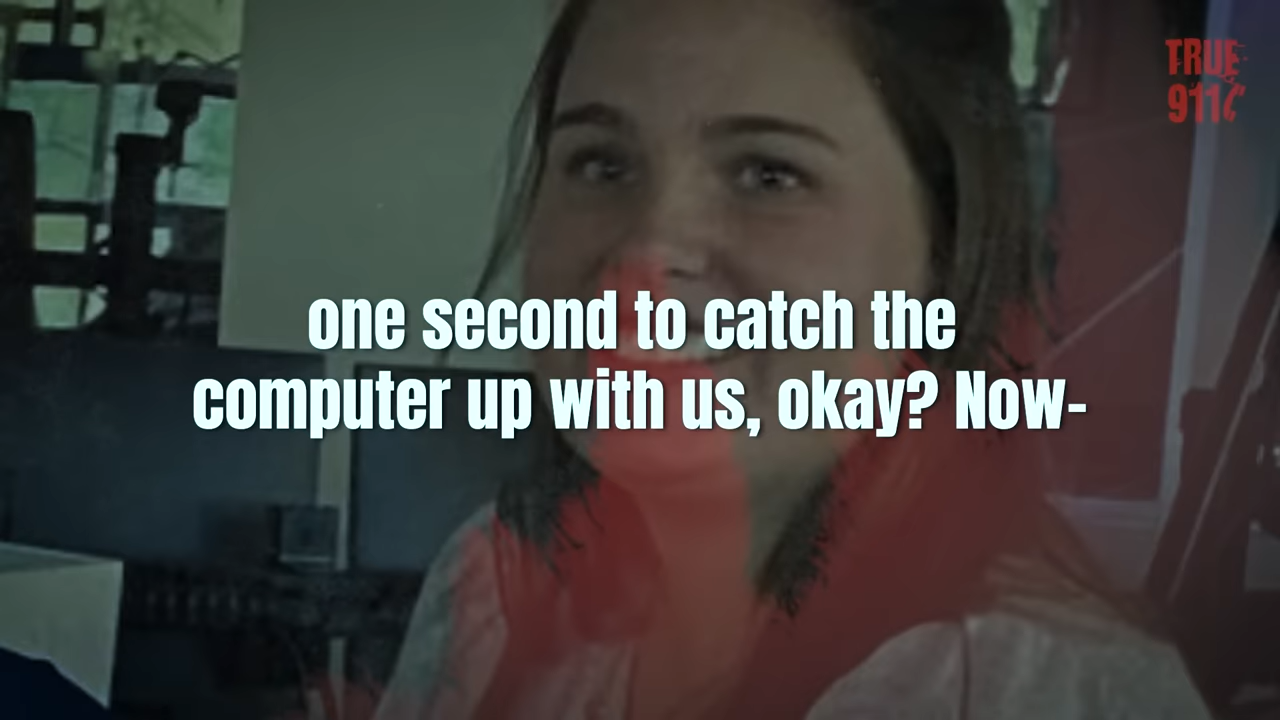 TRUE
911
one second to catch the
computer up with us, okay? Now-